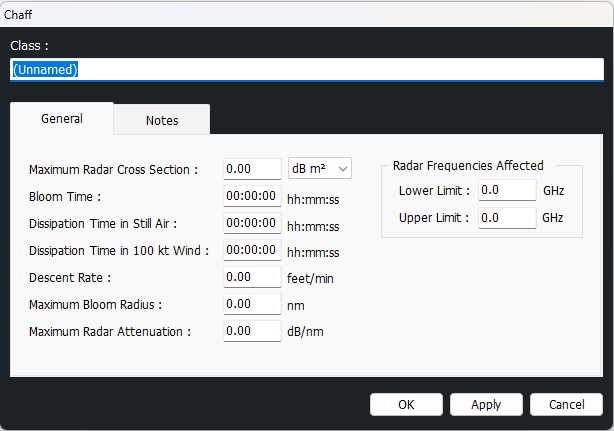 Chaff
Class :
(Unnamed)
General Notes
Maximum Radar Cross Section : 0.00 dB m²
Bloom Time : 00:00:00 hh:mm:ss
Dissipation Time in Still Air : 00:00:00 hh:mm:ss
Dissipation Time in 100 kt Wind : 00:00:00 hh:mm:ss
Descent Rate : 0.00 feet/min
Maximum Bloom Radius : 0.00 nm
Maximum Radar Attenuation : 0.00 dB/nm
Radar Frequencies Affected
Lower Limit : 0.0 GHz
Upper Limit : 0.0 GHz
OK Apply Cancel